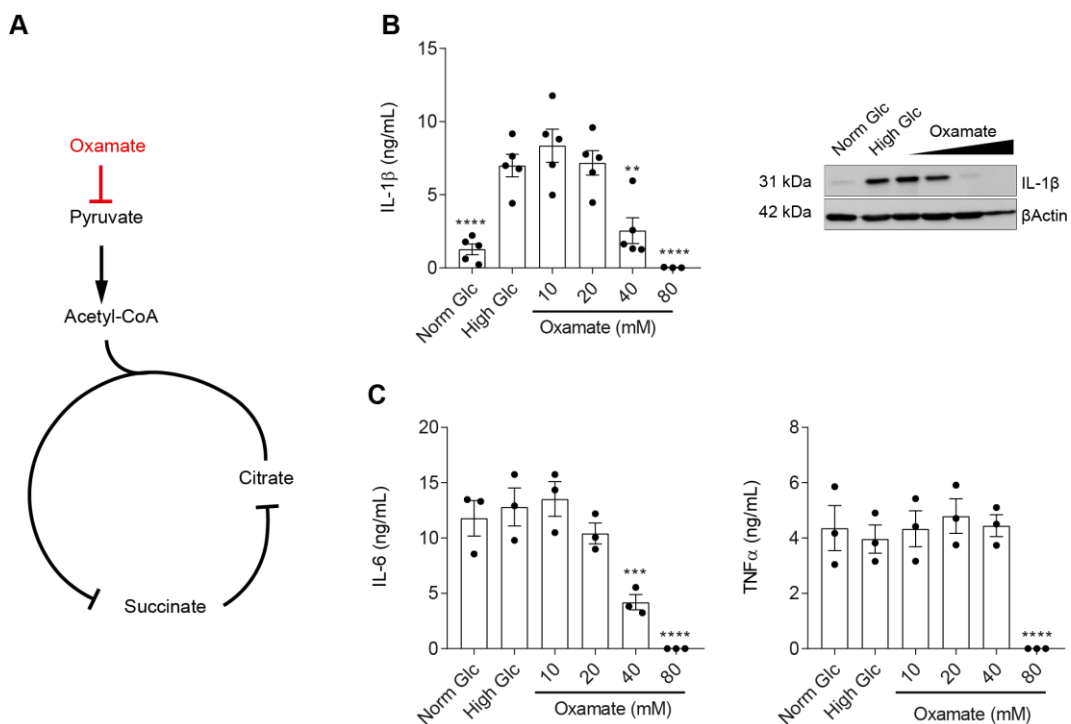 A
Oxamate
Pyruvate
Acetyl-CoA
Citrate
Succinate
B
IL-1β (ng/mL)
15
10
5
0
****
**
****
Norm Glc
High Glc
10
20
40
80
Oxamate (mM)
Norm Glc
High Glc
Oxamate
31 kDa
IL-1β
42 kDa
βActin
C
IL-6 (ng/mL)
20
15
10
5
0
***
****
Norm Glc
High Glc
10
20
40
80
Oxamate (mM)
TNFα (ng/mL)
8
6
4
2
0
****
Norm Glc
High Glc
10
20
40
80
Oxamate (mM)